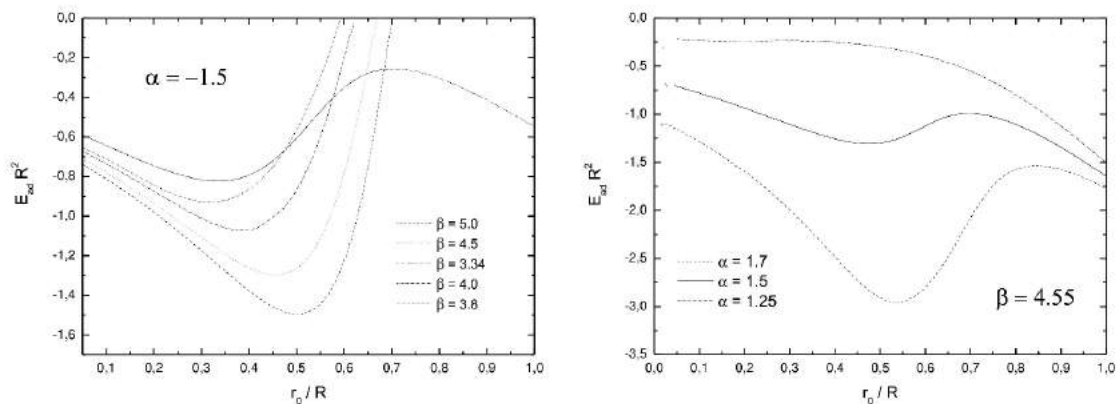 0,0
-0,2
-0,4
-0,6
-0,8
-1,0
-1,2
-1,4
-1,6
E_ad R²
α = –1.5
β = 5.0
β = 4.5
β = 3.34
β = 4.0
β = 3.6
0,1 0,2 0,3 0,4 0,5 0,6 0,7 0,8 0,9 1,0
r_0 / R
0,0
-0,5
-1,0
-1,5
-2,0
-2,5
-3,0
-3,5
E_ad R²
α = 1.7
α = 1.5
α = 1.25
β = 4.55
0,0 0,1 0,2 0,3 0,4 0,5 0,6 0,7 0,8 0,9 1,0
r_0 / R